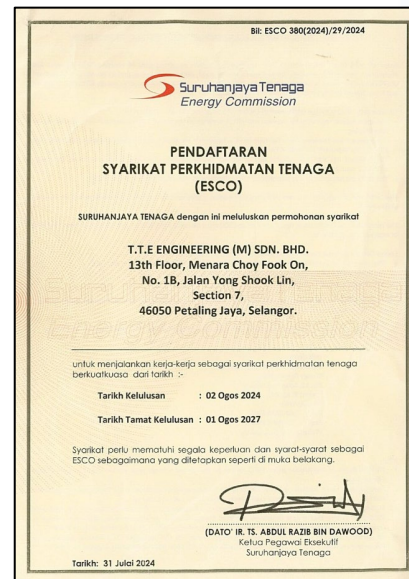 Bil: ESCO 380(2024)/29/2024
Suruhanjaya Tenaga
Energy Commission
PENDAFTARAN
SYARIKAT PERKHIDMATAN TENAGA
(ESCO)
SURUHANJAYA TENAGA dengan ini meluluskan permohonan syarikat
T.T.E ENGINEERING (M) SDN. BHD.
13th Floor, Menara Choy Fook On,
No. 1B, Jalan Yong Shook Lin,
Section 7,
46050 Petaling Jaya, Selangor.
Suruhanjaya Tenaga
Energy Commission
untuk menjalankan kerja-kerja sebagai syarikat perkhidmatan tenaga
berkuatkuasa dari tarikh :-
Tarikh Kelulusan : 02 Ogos 2024
Tarikh Tamat Kelulusan : 01 Ogos 2027
Syarikat perlu mematuhi segala keperluan dan syarat-syarat sebagai
ESCO sebagaimana yang ditetapkan seperti di muka belakang.
(DATO' IR. TS. ABDUL RAZIB BIN DAWOOD)
Ketua Pegawai Eksekutif
Suruhanjaya Tenaga
Tarikh: 31 Julai 2024